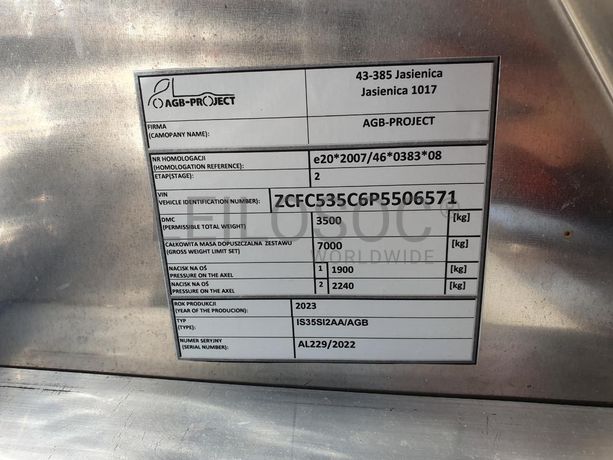 AGB-PROJECT
43-385 Jasienica
Jasienica 1017
FIRMA
(CAMOPANY NAME):
AGB-PROJECT
NR HOMOLOGACJI
(HOMOLOGATION REFERENCE):
e20*2007/46*0383*08
ETAP(STAGE):
2
VIN
VEHICLE IDENTIFICATION NUMBER):
ZCFC535C6P5506571
DMC
(PERMISSIBLE TOTAL WEIGHT)
3500
[kg]
CAŁKOWITA MASA DOPUSZCZALNA ZESTAWU
(GROSS WEIGHT LIMIT SET)
7000
[kg]
NACISK NA OŚ
PRESSURE ON THE AXEL
1
1900
[kg]
NACISK NA OŚ
PRESSURE ON THE AXEL
2
2240
[kg]
ROK PRODUKCJI
(YEAR OF THE PRODUCION):
2023
TYP
(TYPE):
IS35SI2AA/AGB
NUMER SERYJNY
(SERIAL NUMBER):
AL229/2022
LEILOSOC®
WORLDWIDE